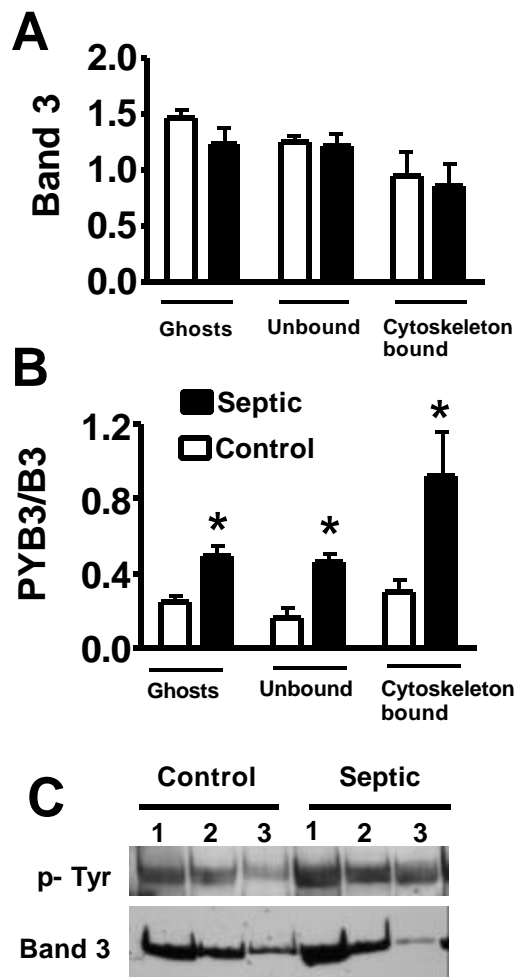 A
Band 3
2.0
1.5
1.0
0.5
0.0
Ghosts Unbound Cytoskeleton
bound
B
Septic
Control
PYB3/B3
1.2
0.8
0.4
0.0
*
*
*
Ghosts Unbound Cytoskeleton
bound
C
Control Septic
1 2 3 1 2 3
p- Tyr
Band 3